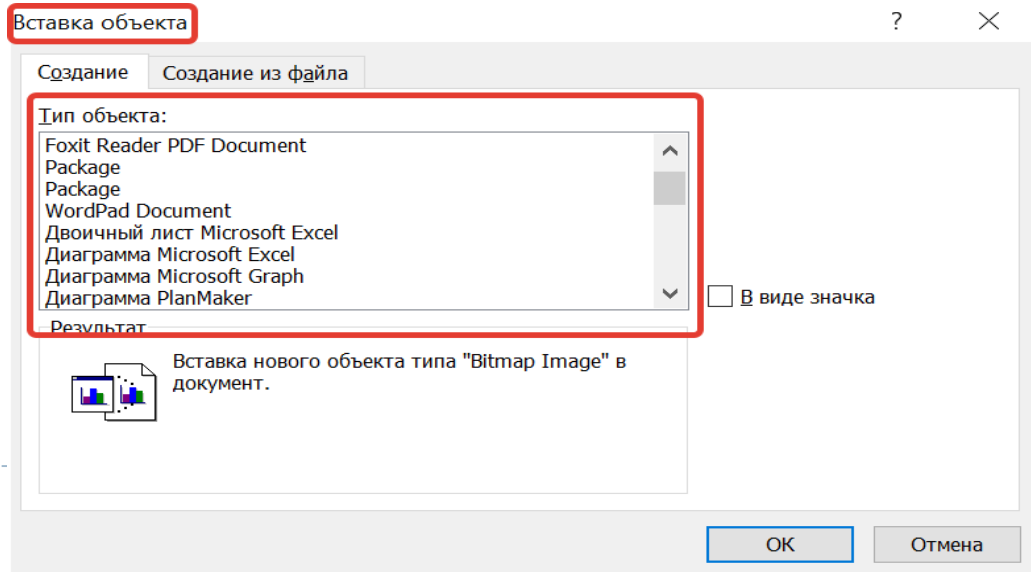 Вставка объекта
?
Создание
Создание из файла
Тип объекта:
Foxit Reader PDF Document
Package
Package
WordPad Document
Двоичный лист Microsoft Excel
Диаграмма Microsoft Excel
Диаграмма Microsoft Graph
Диаграмма PlanMaker
В виде значка
Результат
Вставка нового объекта типа "Bitmap Image" в
документ.
ОК
Отмена